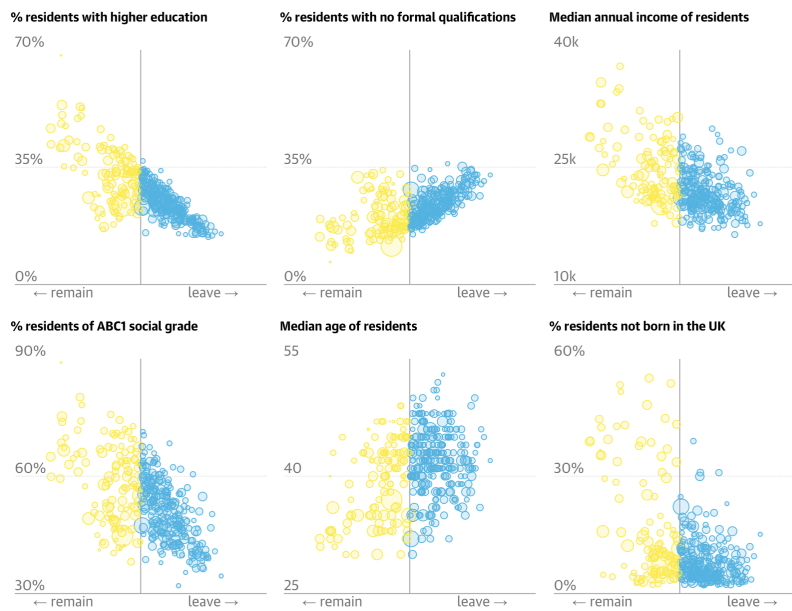 % residents with higher education
70%
35%
0%
← remain
leave →
% residents with no formal qualifications
70%
35%
0%
← remain
leave →
Median annual income of residents
40k
25k
10k
← remain
leave →
% residents of ABC1 social grade
90%
60%
30%
← remain
leave →
Median age of residents
55
40
25
← remain
leave →
% residents not born in the UK
60%
30%
0%
← remain
leave →